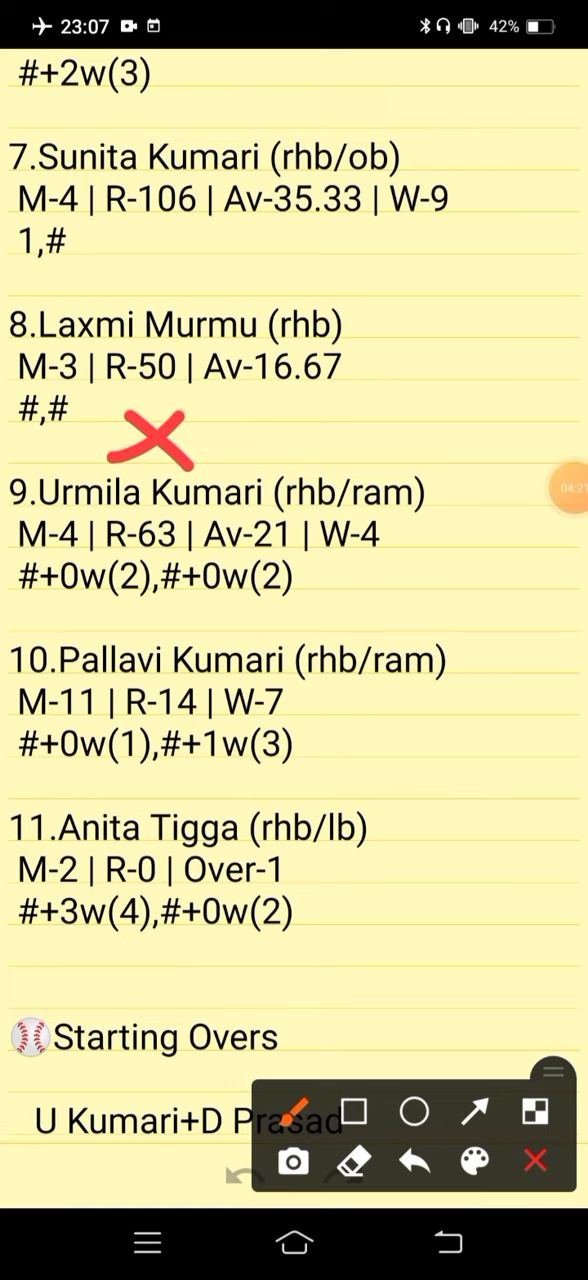 23:07
42%
#+2w(3)
7.Sunita Kumari (rhb/ob)
M-4 | R-106 | Av-35.33 | W-9
1,#
8.Laxmi Murmu (rhb)
M-3 | R-50 | Av-16.67
#,#
9.Urmila Kumari (rhb/ram)
04:21
M-4 | R-63 | Av-21 | W-4
#+0w(2),#+0w(2)
10.Pallavi Kumari (rhb/ram)
M-11 | R-14 | W-7
#+0w(1),#+1w(3)
11.Anita Tigga (rhb/lb)
M-2 | R-0 | Over-1
#+3w(4),#+0w(2)
Starting Overs
U Kumari+D Prasad